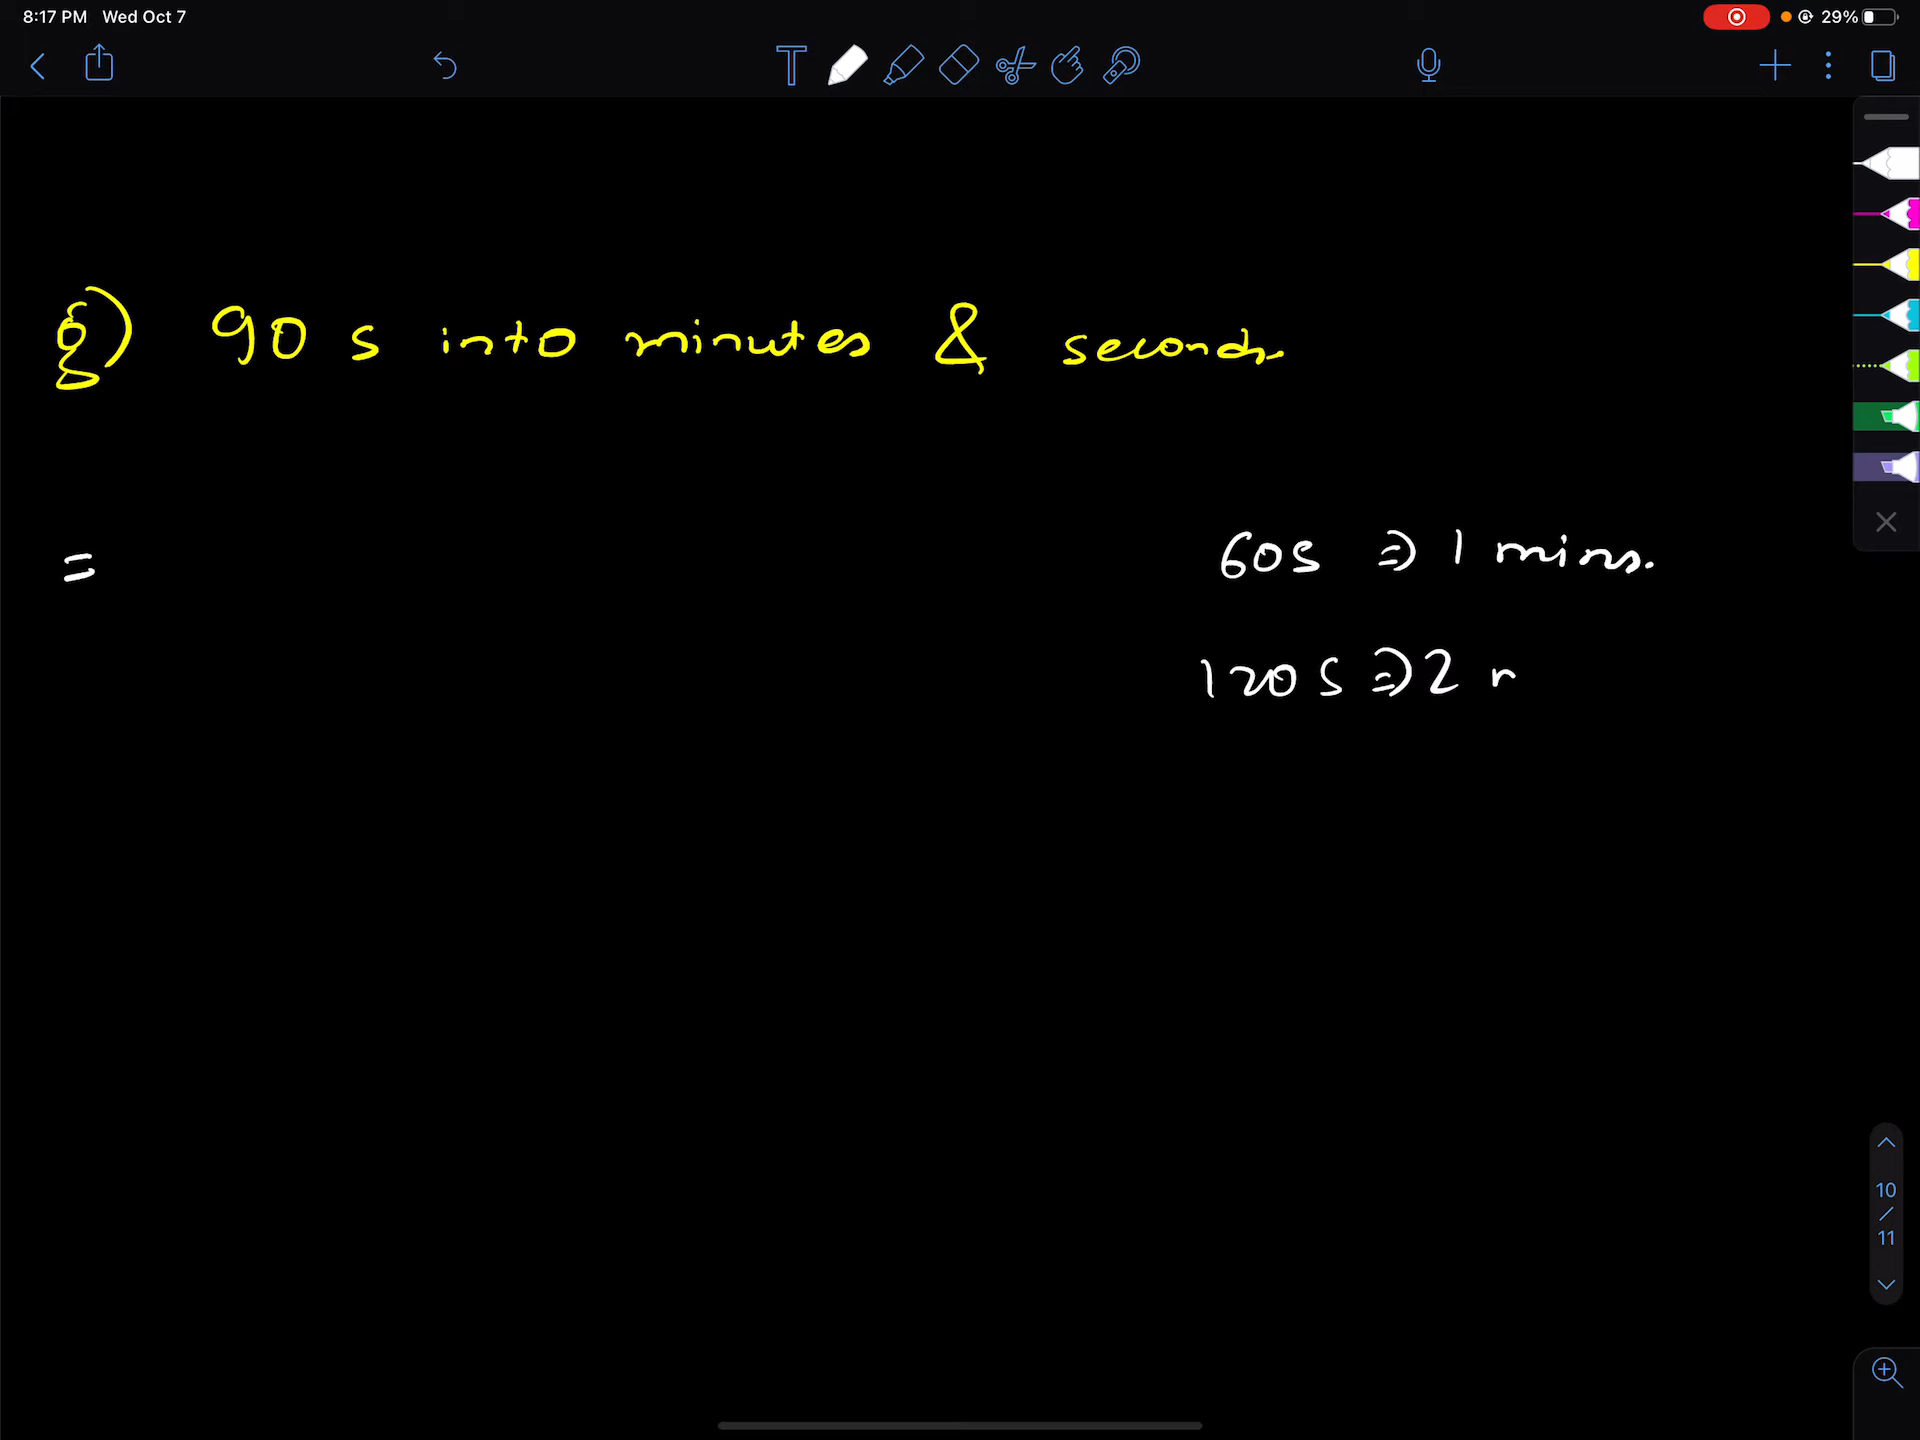 8:17 PM Wed Oct 7
29%
g) 90 s into minutes & seconds.
60s ⇒ 1 mins.
=
120 s ⇒ 2
10
/
11